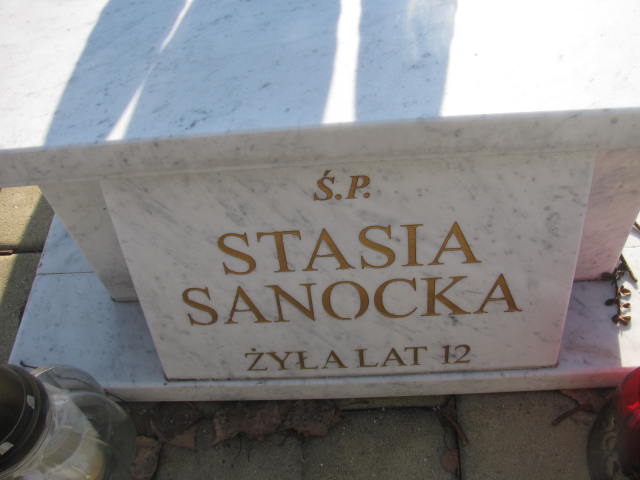 Ś.P.
STASIA
SANOCKA
ŻYŁA LAT 12